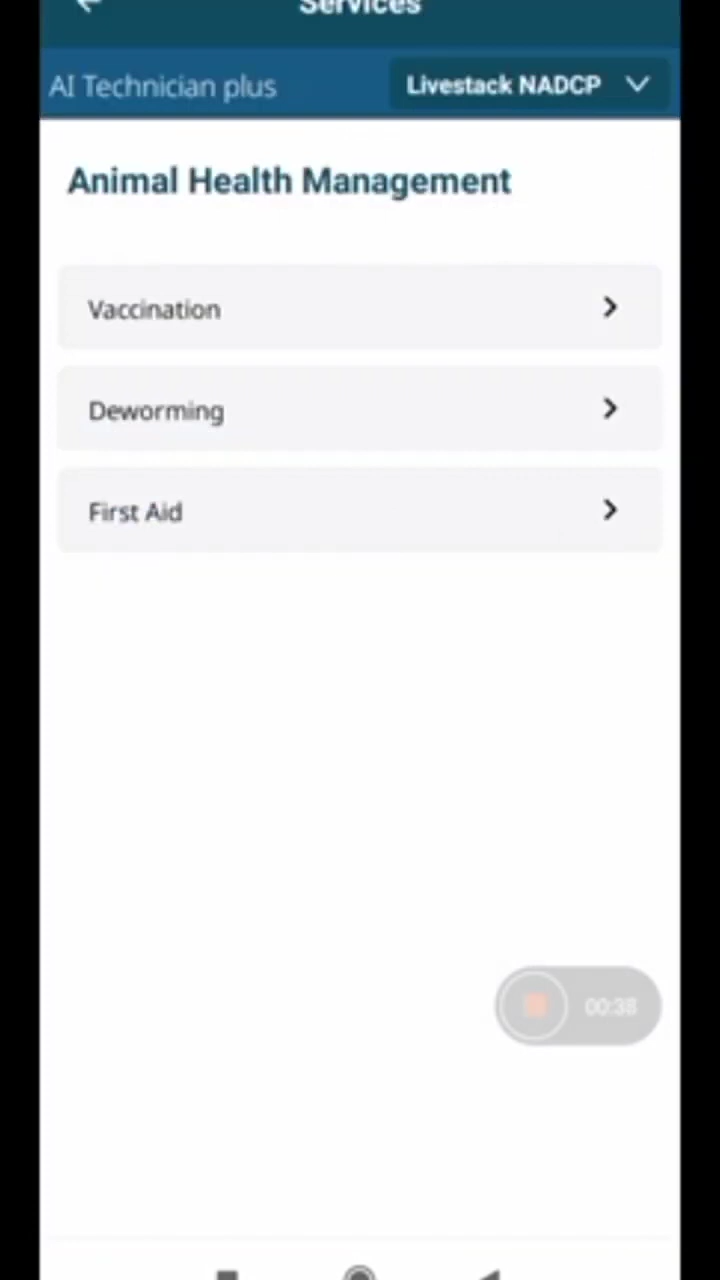 Services
AI Technician plus
Livestack NADCP
Animal Health Management
Vaccination
Deworming
First Aid
00:38